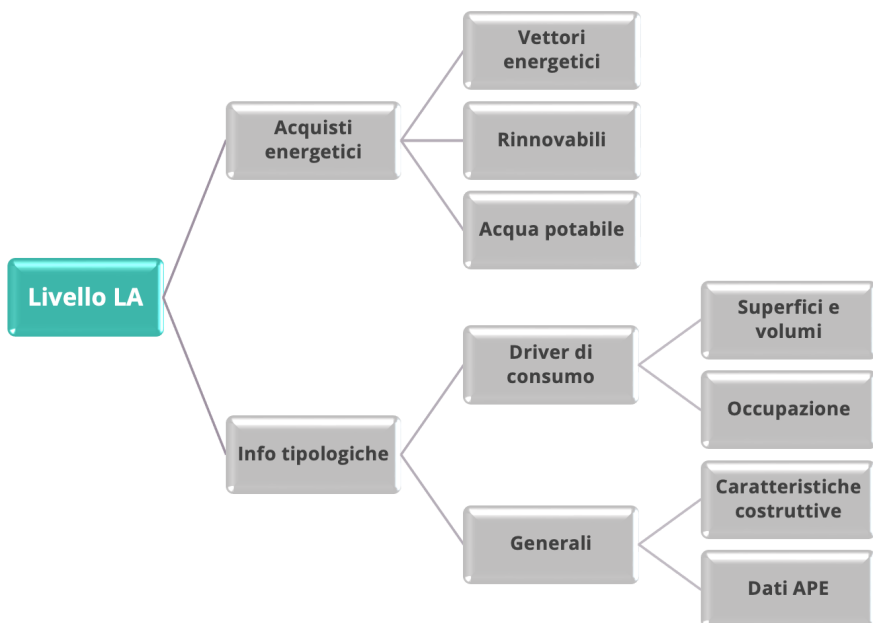 Vettori
energetici
Acquisti
energetici
Rinnovabili
Acqua potabile
Livello LA
Superfici e
volumi
Driver di
consumo
Occupazione
Info tipologiche
Caratteristiche
costruttive
Generali
Dati APE